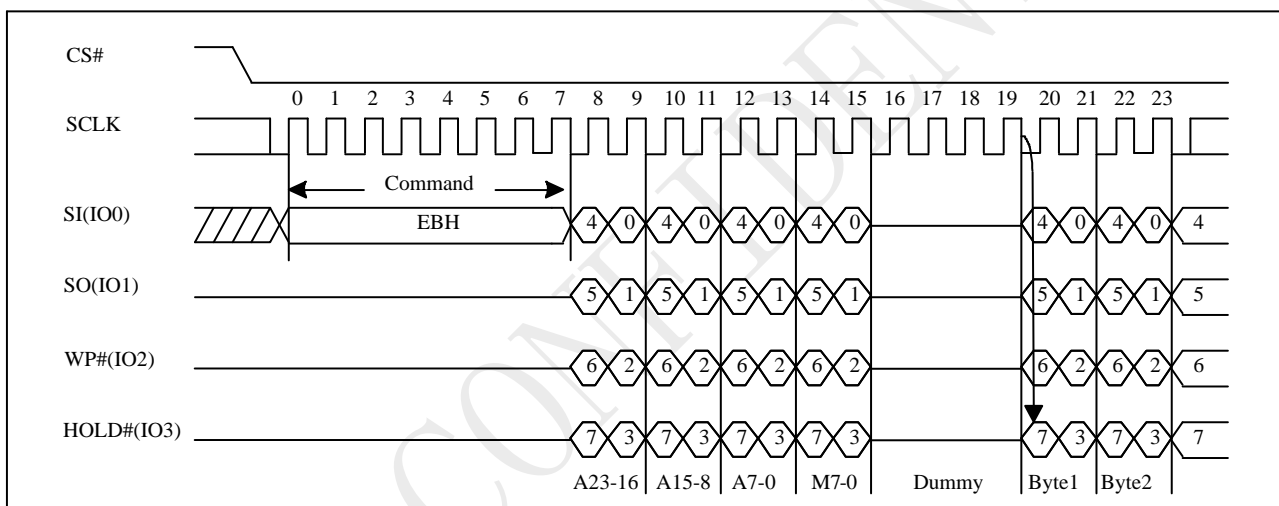 CS#
0 1 2 3 4 5 6 7 8 9 10 11 12 13 14 15 16 17 18 19 20 21 22 23
SCLK
Command
SI(IO0) EBH 4 0 4 0 4 0 4 0 4 0 4 0 4
SO(IO1) 5 1 5 1 5 1 5 1 5 1 5 1 5
WP#(IO2) 6 2 6 2 6 2 6 2 6 2 6 2 6
HOLD#(IO3) 7 3 7 3 7 3 7 3 7 3 7 3 7
A23-16 A15-8 A7-0 M7-0 Dummy Byte1 Byte2
CONFIDEN